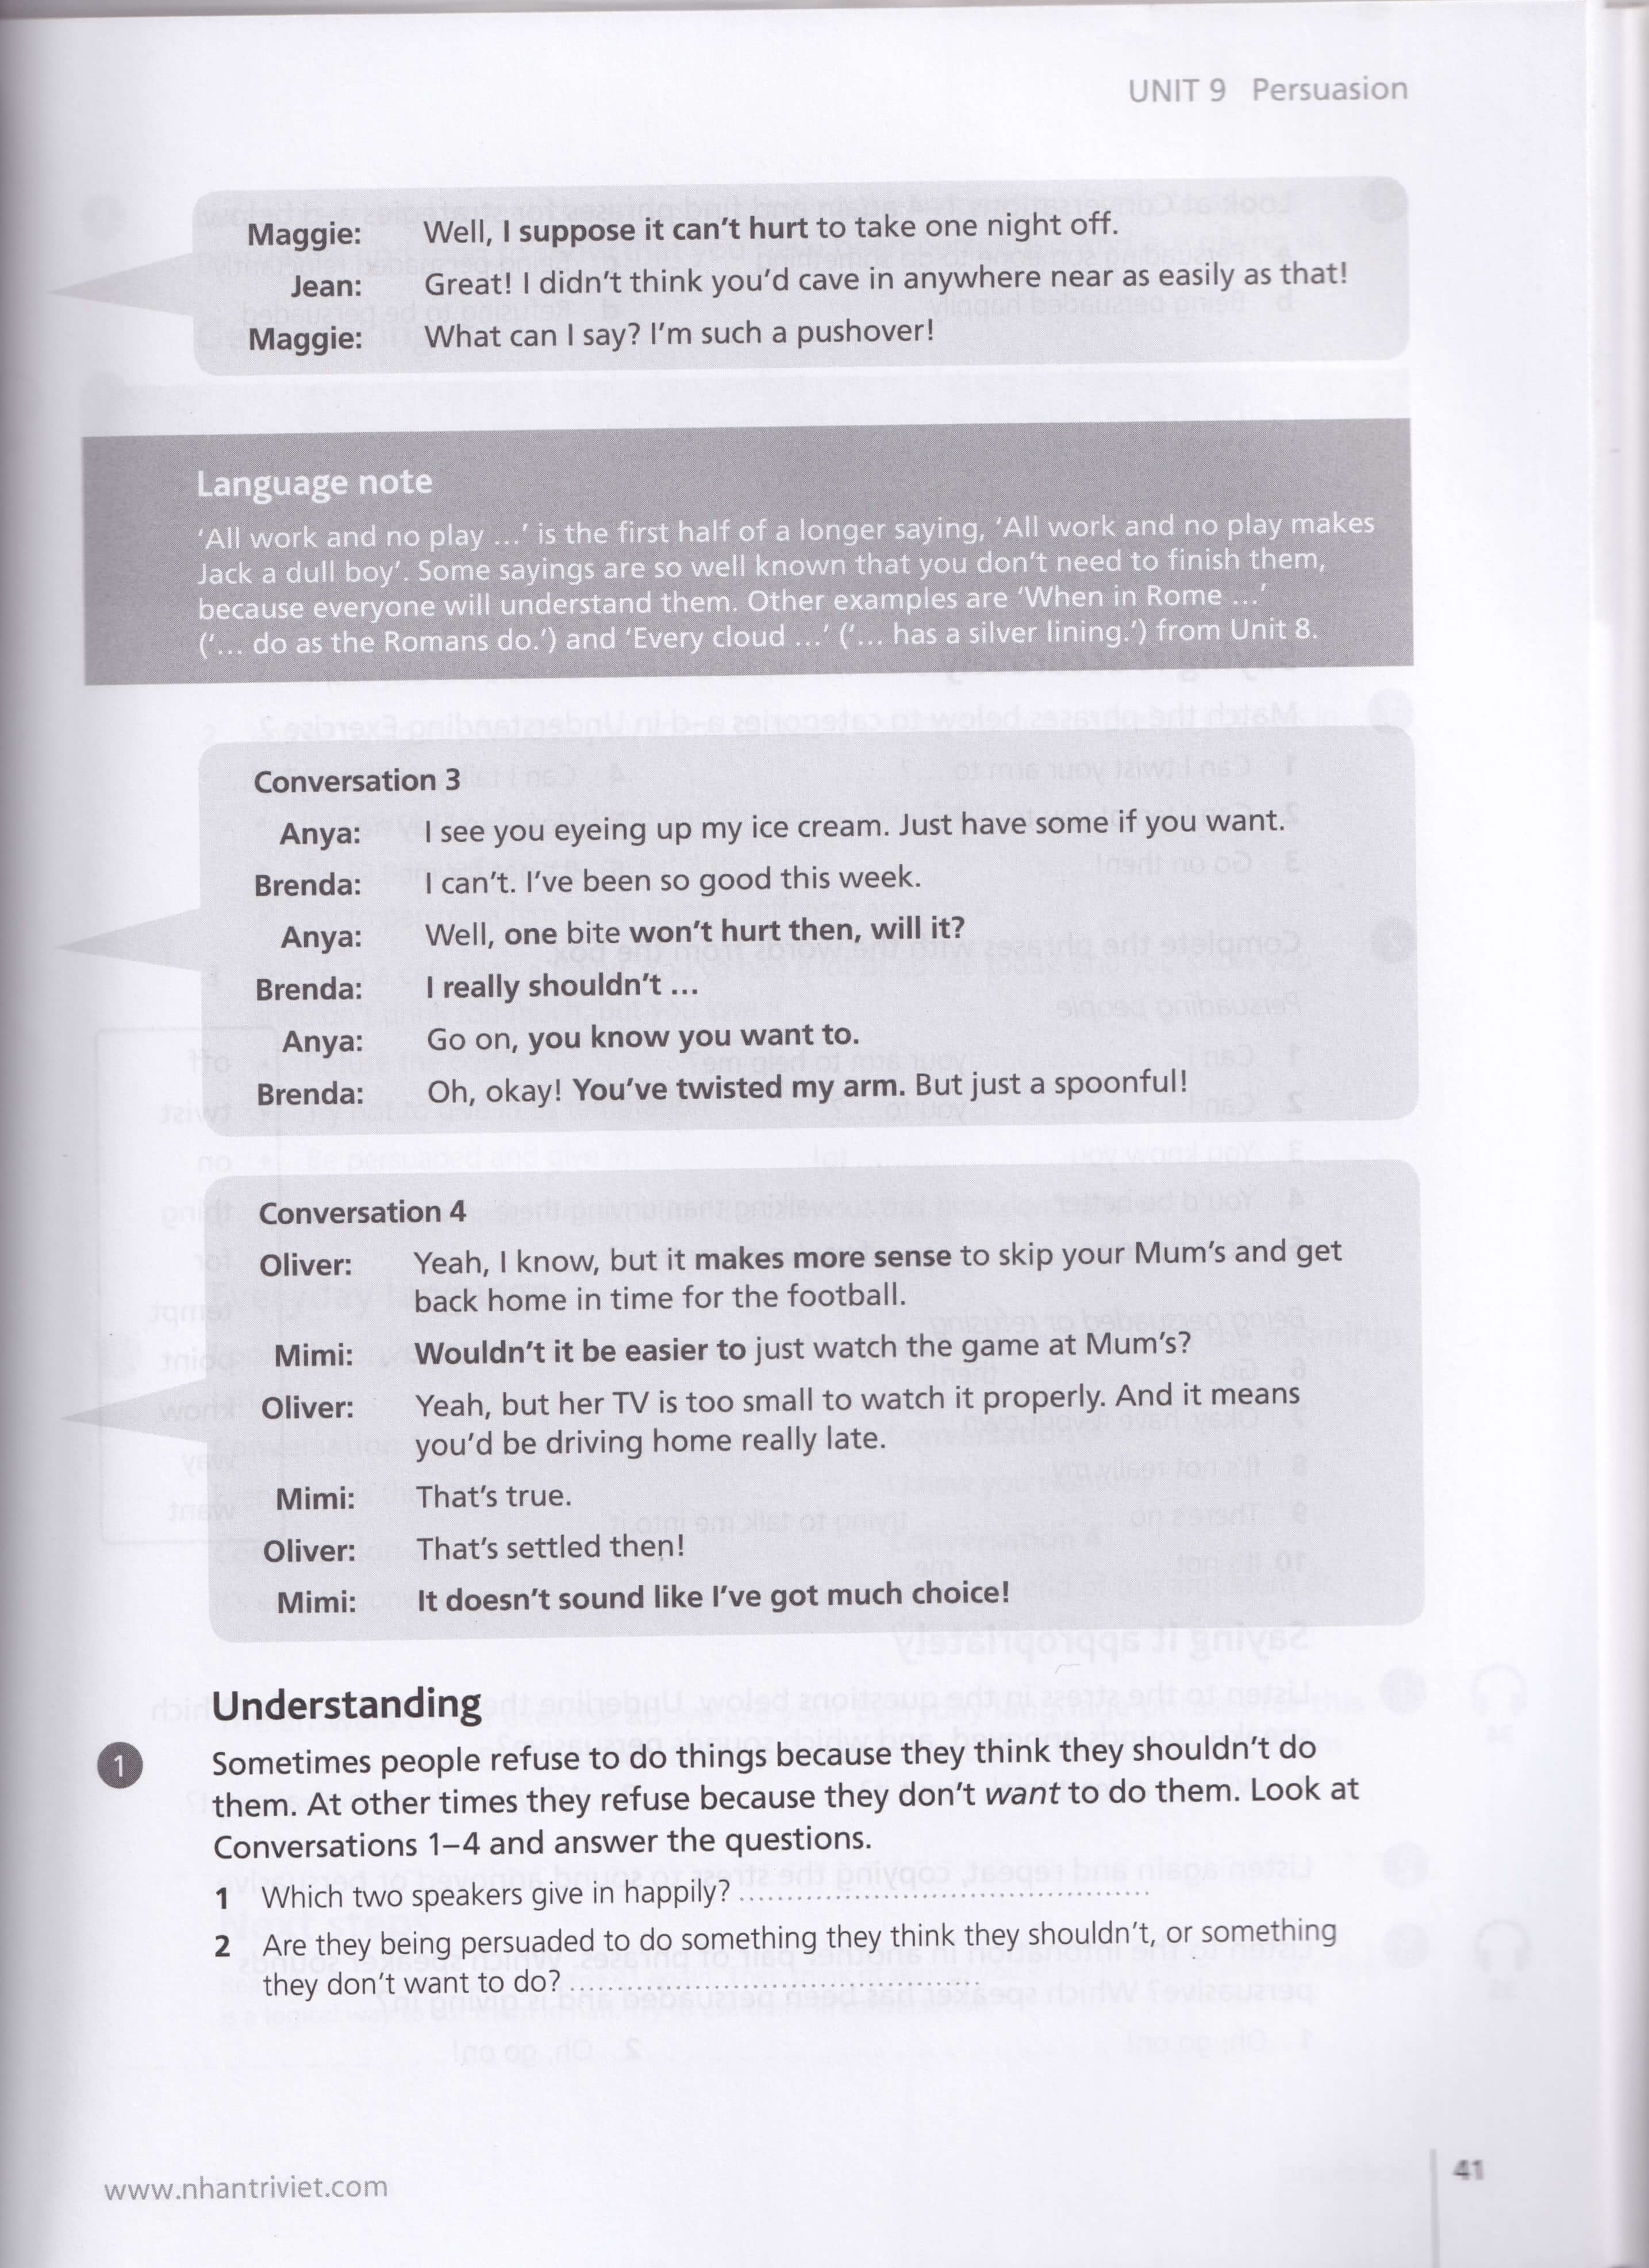 UNIT 9 Persuasion
Maggie: Well, I suppose it can't hurt to take one night off.
Jean: Great! I didn't think you'd cave in anywhere near as easily as that!
Maggie: What can I say? I'm such a pushover!
Language note
'All work and no play ...' is the first half of a longer saying, 'All work and no play makes
Jack a dull boy'. Some sayings are so well known that you don't need to finish them,
because everyone will understand them. Other examples are 'When in Rome ...'
('... do as the Romans do.') and 'Every cloud ...' ('... has a silver lining.') from Unit 8.
Conversation 3
Anya: I see you eyeing up my ice cream. Just have some if you want.
Brenda: I can't. I've been so good this week.
Anya: Well, one bite won't hurt then, will it?
Brenda: I really shouldn't ...
Anya: Go on, you know you want to.
Brenda: Oh, okay! You've twisted my arm. But just a spoonful!
Conversation 4
Oliver: Yeah, I know, but it makes more sense to skip your Mum's and get
back home in time for the football.
Mimi: Wouldn't it be easier to just watch the game at Mum's?
Oliver: Yeah, but her TV is too small to watch it properly. And it means
you'd be driving home really late.
Mimi: That's true.
Oliver: That's settled then!
Mimi: It doesn't sound like I've got much choice!
Understanding
1 Sometimes people refuse to do things because they think they shouldn't do
them. At other times they refuse because they don't want to do them. Look at
Conversations 1–4 and answer the questions.
1 Which two speakers give in happily? ........................................
2 Are they being persuaded to do something they think they shouldn't, or something
they don't want to do? ........................................
www.nhantriviet.com
41